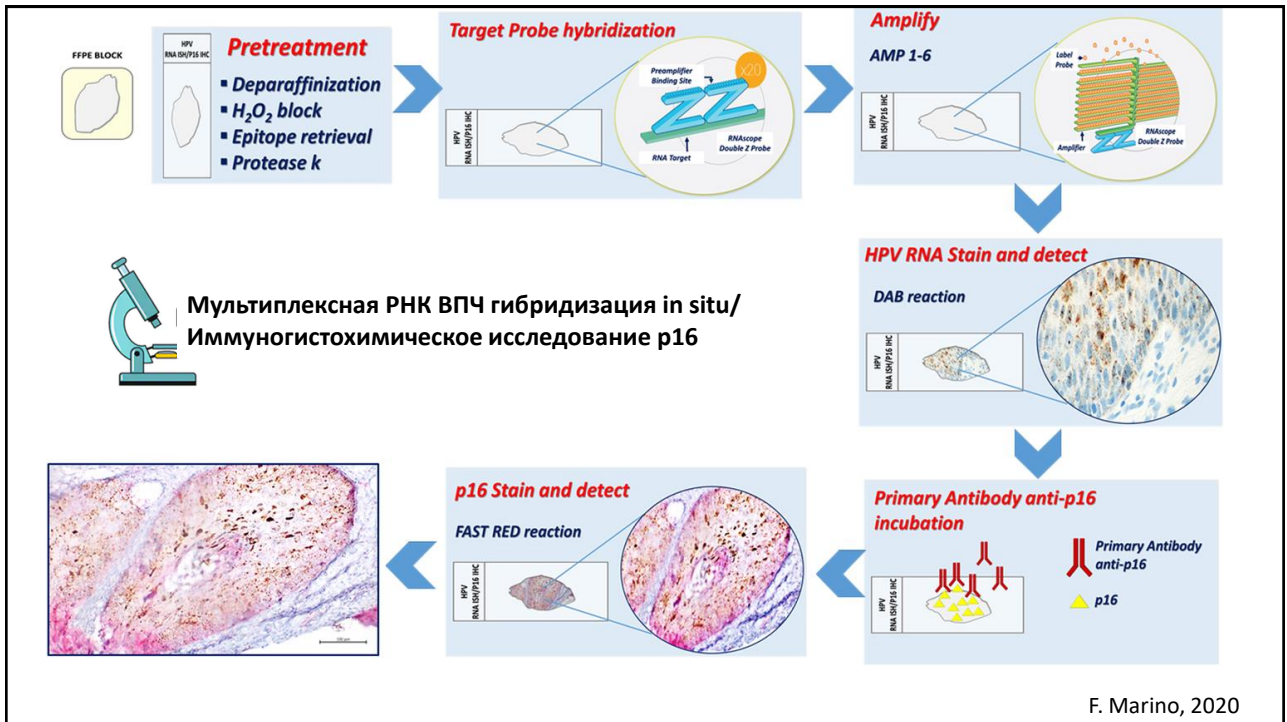 FFPE BLOCK
HPV
RNA ISH/P16 IHC
Pretreatment
▪ Deparaffinization
▪ H₂O₂ block
▪ Epitope retrieval
▪ Protease k
Target Probe hybridization
HPV
RNA ISH/P16 IHC
Preamplifier
Binding Site
x20
RNA Target
RNAscope
Double Z Probe
Amplify
AMP 1-6
HPV
RNA ISH/P16 IHC
Label
Probe
Amplifier
RNAscope
Double Z Probe
HPV RNA Stain and detect
DAB reaction
HPV
RNA ISH/P16 IHC
Мультиплексная РНК ВПЧ гибридизация in situ/
Иммуногистохимическое исследование p16
Primary Antibody anti-p16
incubation
HPV
RNA ISH/P16 IHC
Primary Antibody
anti-p16
p16
p16 Stain and detect
FAST RED reaction
HPV
RNA ISH/P16 IHC
F. Marino, 2020